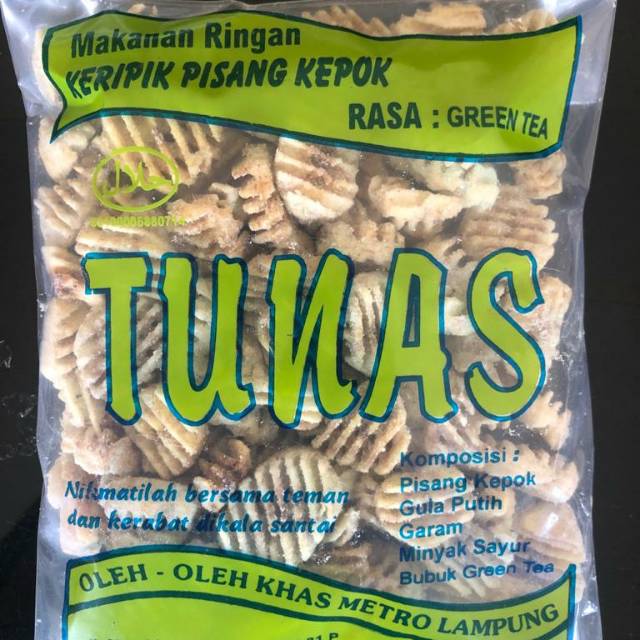 Makanan Ringan
KERIPIK PISANG KEPOK
RASA : GREEN TEA
TUNAS
Komposisi :
Pisang Kepok
Gula Putih
Garam
Minyak Sayur
Bubuk Green Tea
Nikmatilah bersama teman
dan kerabat dikala santai
OLEH - OLEH KHAS METRO LAMPUNG